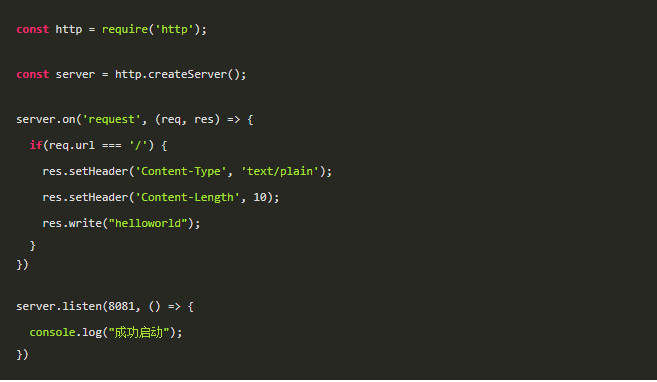 const http = require('http');
const server = http.createServer();
server.on('request', (req, res) => {
  if(req.url === '/') {
    res.setHeader('Content-Type', 'text/plain');
    res.setHeader('Content-Length', 10);
    res.write("helloworld");
  }
})
server.listen(8081, () => {
  console.log("成功启动");
})